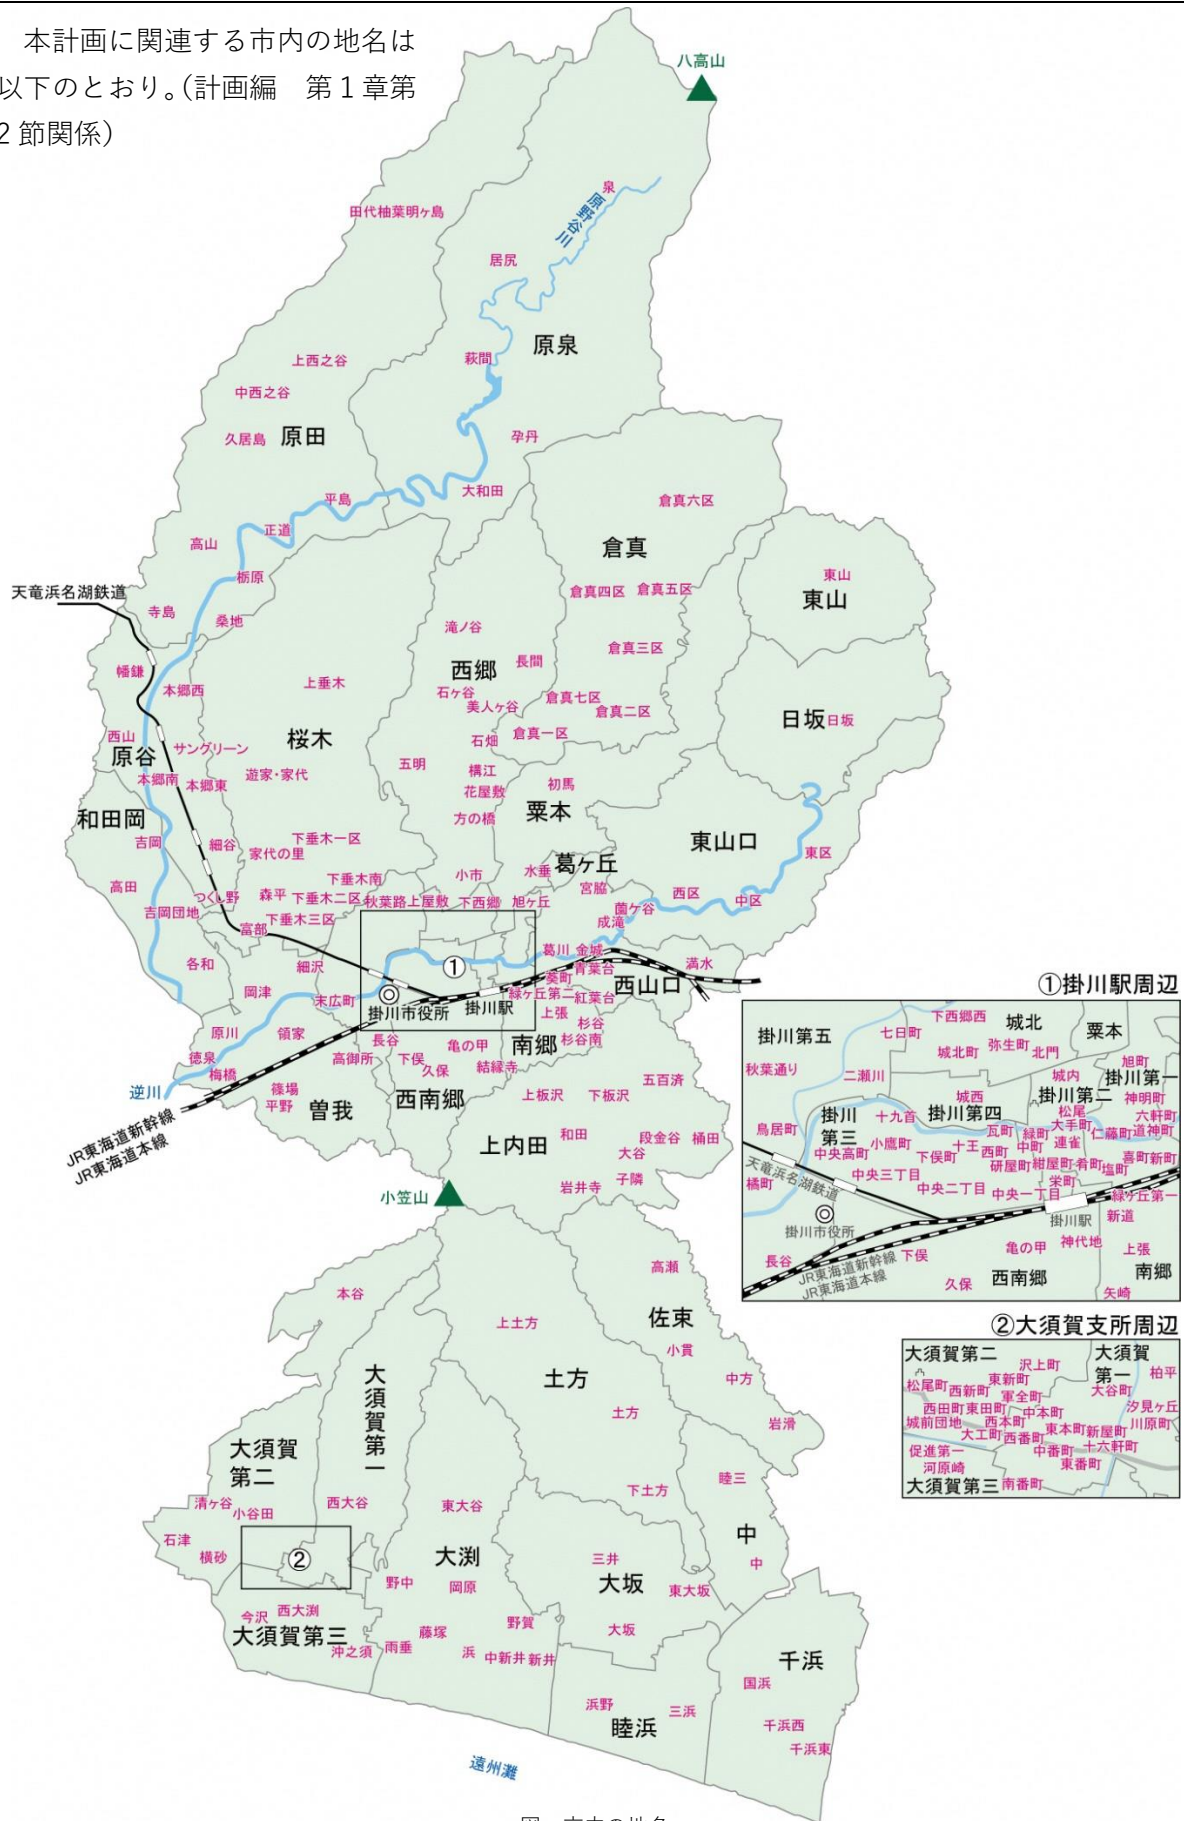 本計画に関連する市内の地名は
以下のとおり。(計画編 第1章第
2節関係)
八高山
泉
原野谷川
田代柚葉明ヶ島
居尻
原泉
萩間
上西之谷
中西之谷
久居島
原田
孕丹
大和田
平島
倉真六区
正道
高山
倉真
栃原
東山
東山
天竜浜名湖鉄道
倉真四区
倉真五区
寺島
桑地
滝ノ谷
倉真三区
長間
西郷
幡鎌
本郷西
上垂木
石ヶ谷
美人ヶ谷
倉真七区
倉真二区
日坂
日坂
西山
原谷
サングリーン
桜木
石畑
倉真一区
五明
構江
本郷南
本郷東
遊家・家代
花屋敷
初馬
和田岡
方の橋
粟本
吉岡
細谷
下垂木一区
家代の里
東山口
東区
葛ヶ丘
高田
下垂木南
小市
水垂
宮脇
西区
中区
つくし野
森平
下垂木二区
秋葉路
上屋敷
下西郷
旭ヶ丘
吉岡団地
下垂木三区
薗ケ谷
成滝
富部
各和
細沢
①
葛川
金城
満水
青葉台
葵町
西山口
岡津
末広町
掛川市役所
掛川駅
緑ヶ丘第二
紅葉台
上張
杉谷
原川
領家
長谷
亀の甲
南郷
杉谷南
徳泉
高御所
下俣
梅橋
久保
結縁寺
逆川
篠場
平野
曽我
西南郷
五百済
上板沢
下板沢
JR東海道新幹線
JR東海道本線
和田
段金谷
桶田
上内田
大谷
子隣
小笠山
岩井寺
高瀬
本谷
佐束
上土方
小貫
大須賀第一
土方
中方
土方
岩滑
大須賀
第二
睦三
下土方
清ヶ谷
小谷田
西大谷
東大谷
石津
横砂
②
大渕
中
三井
中
野中
岡原
大坂
東大坂
今沢
西大渕
野賀
大須賀第三
藤塚
大坂
沖之須
雨垂
浜
中新井
新井
千浜
国浜
浜野
三浜
睦浜
千浜西
千浜東
遠州灘
①掛川駅周辺
下西郷西
掛川第五
七日町
城北
粟本
城北町
弥生町
北門
秋葉通り
二瀬川
城内
旭町
掛川第一
城西
掛川第二
神明町
掛川
第三
十九首
掛川第四
松尾
六軒町
鳥居町
瓦町
緑町
大手町
仁藤町
道神町
小鷹町
十王
中町
連雀
中央高町
下俣町
西町
研屋町
紺屋町
肴町
塩町
喜町
新町
天竜浜名湖鉄道
中央三丁目
栄町
橘町
中央二丁目
中央一丁目
緑ヶ丘第一
掛川市役所
掛川駅
新道
長谷
下俣
亀の甲
神代地
上張
JR東海道新幹線
JR東海道本線
久保
西南郷
南郷
矢崎
②大須賀支所周辺
大須賀第二
沢上町
大須賀
第一
柏平
松尾町
西新町
東新町
軍全町
大谷町
西田町
東田町
中本町
汐見ヶ丘
城前団地
西本町
東本町
新屋町
川原町
大工町
西番町
促進第一
中番町
十六軒町
河原崎
東番町
大須賀第三
南番町